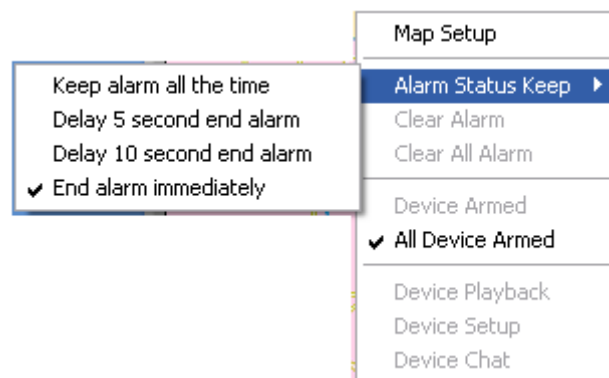 Map Setup
Alarm Status Keep
Keep alarm all the time
Delay 5 second end alarm
Delay 10 second end alarm
End alarm immediately
Clear Alarm
Clear All Alarm
Device Armed
All Device Armed
Device Playback
Device Setup
Device Chat